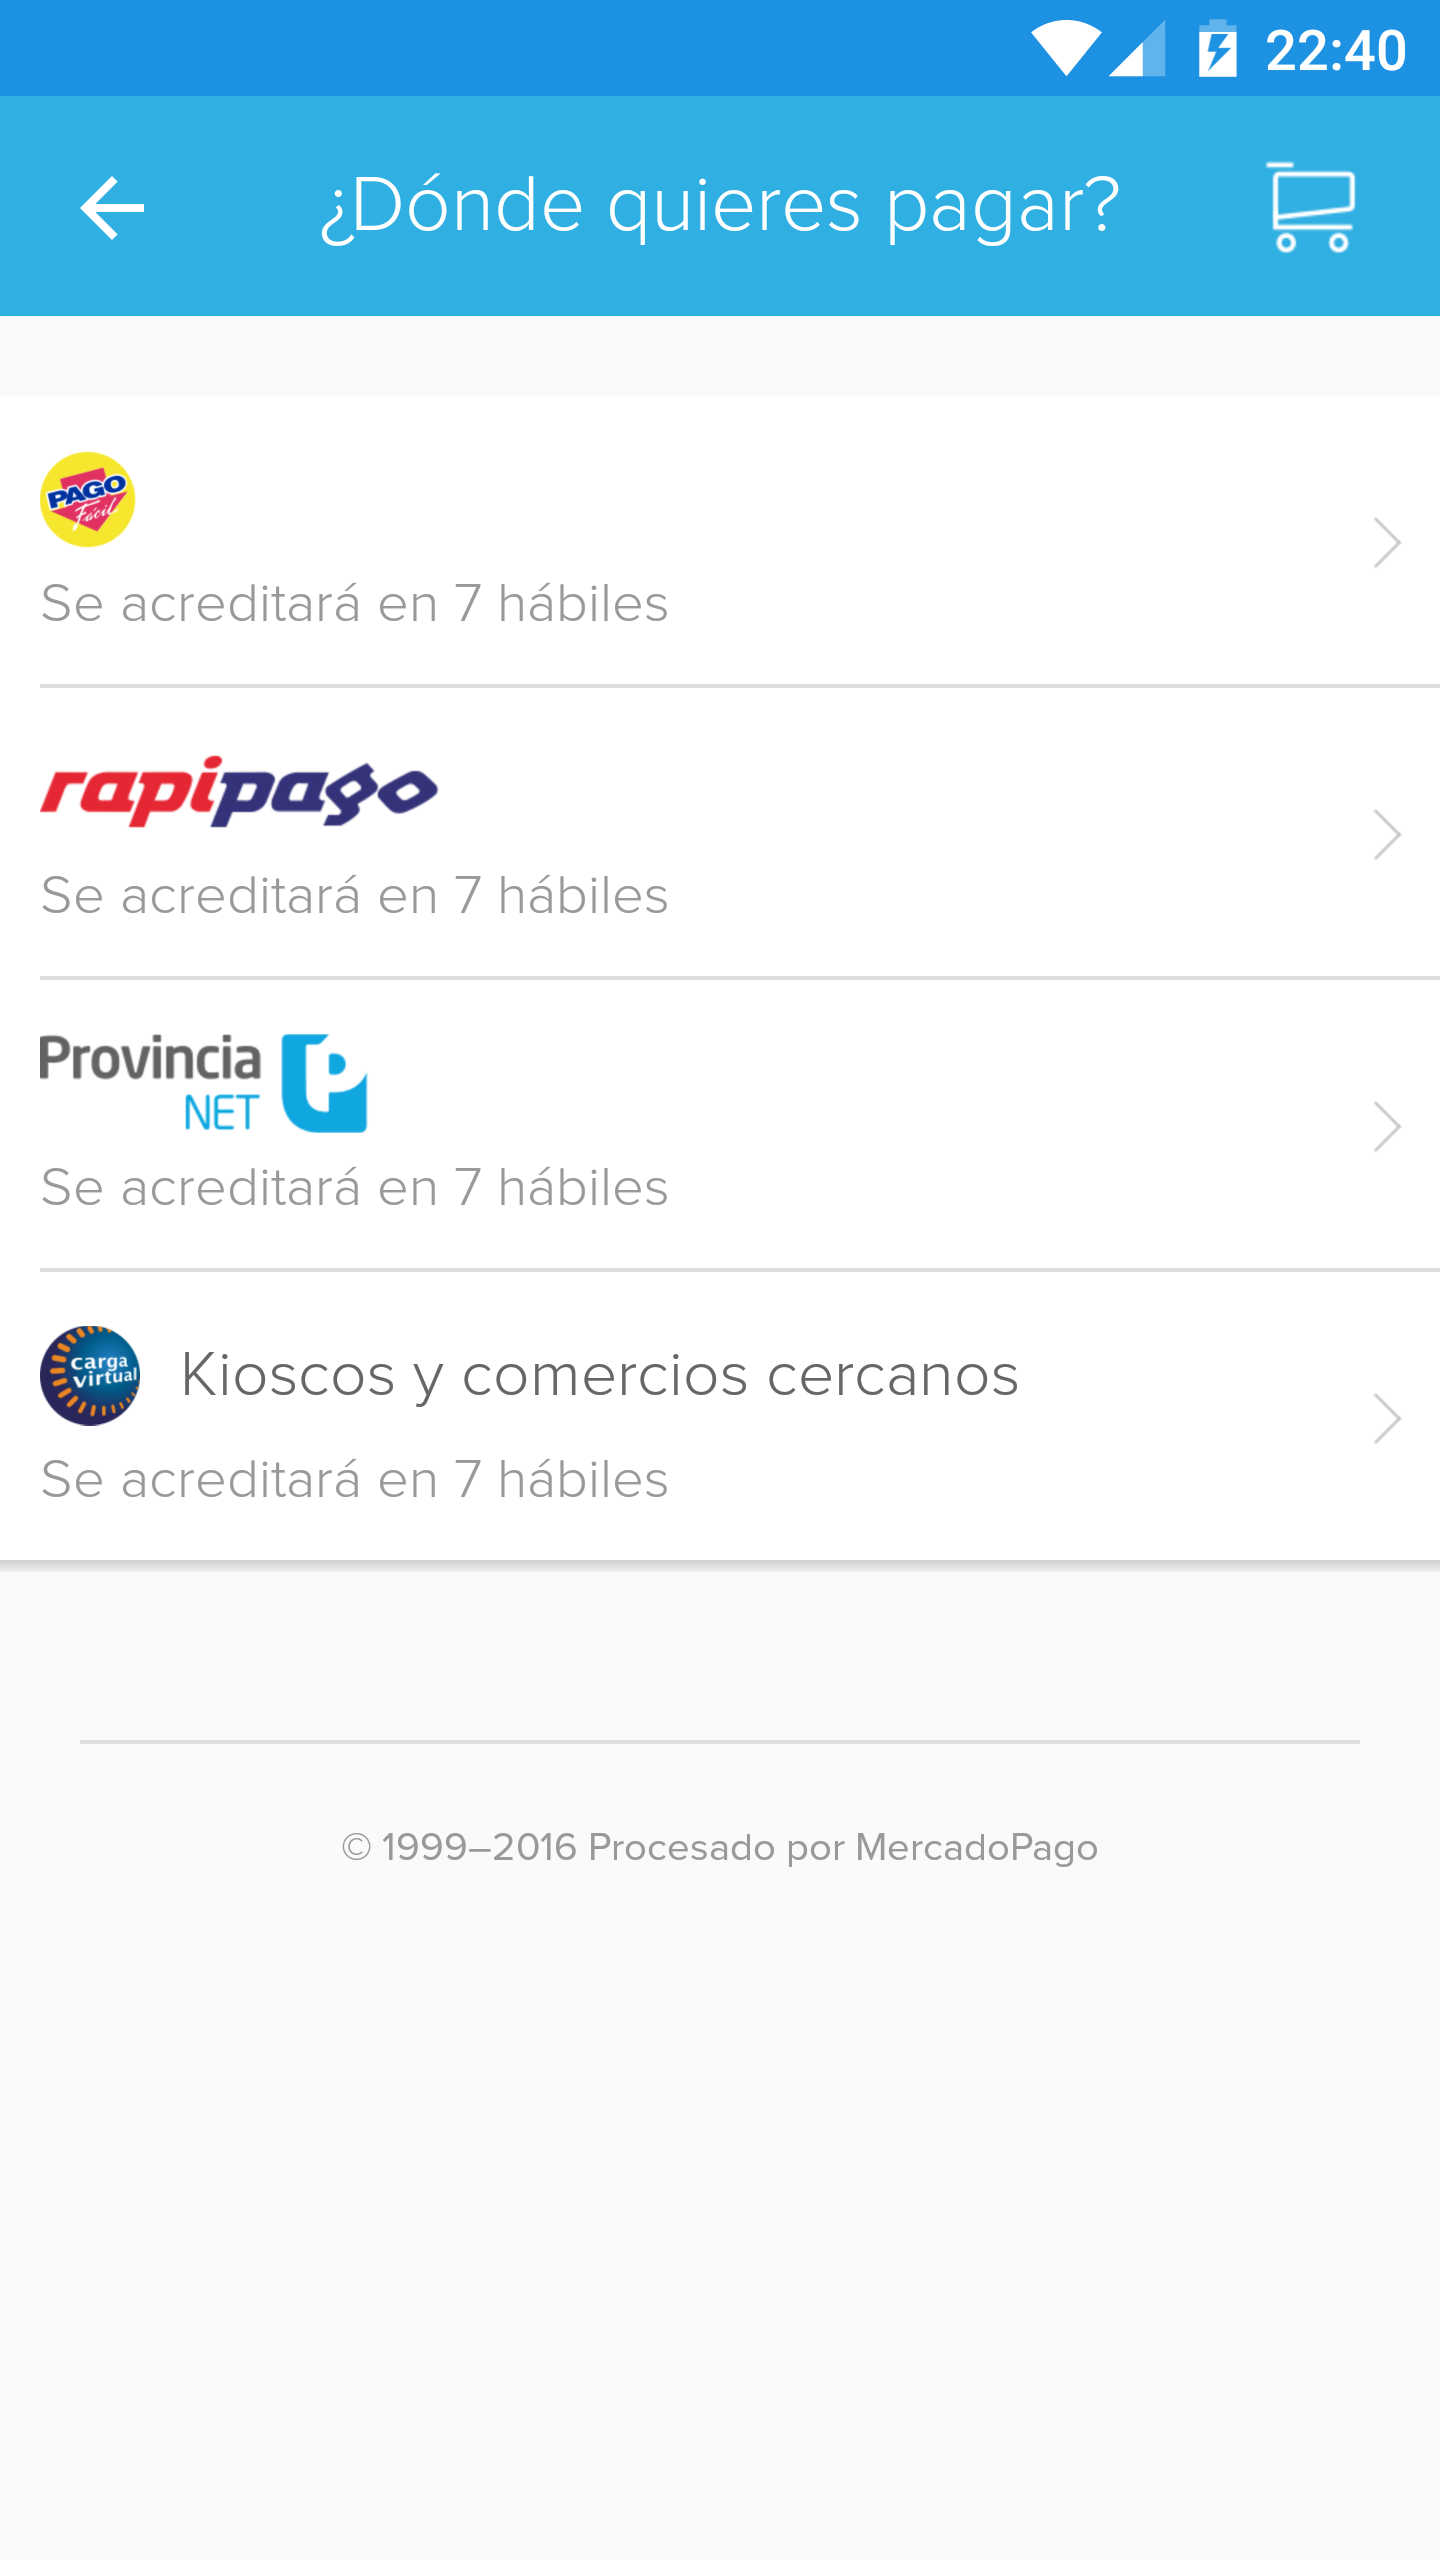 22:40
¿Dónde quieres pagar?
PAGO
Fácil
Se acreditará en 7 hábiles
rapipago
Se acreditará en 7 hábiles
Provincia
NET
Se acreditará en 7 hábiles
carga
virtual
Kioscos y comercios cercanos
Se acreditará en 7 hábiles
© 1999–2016 Procesado por MercadoPago